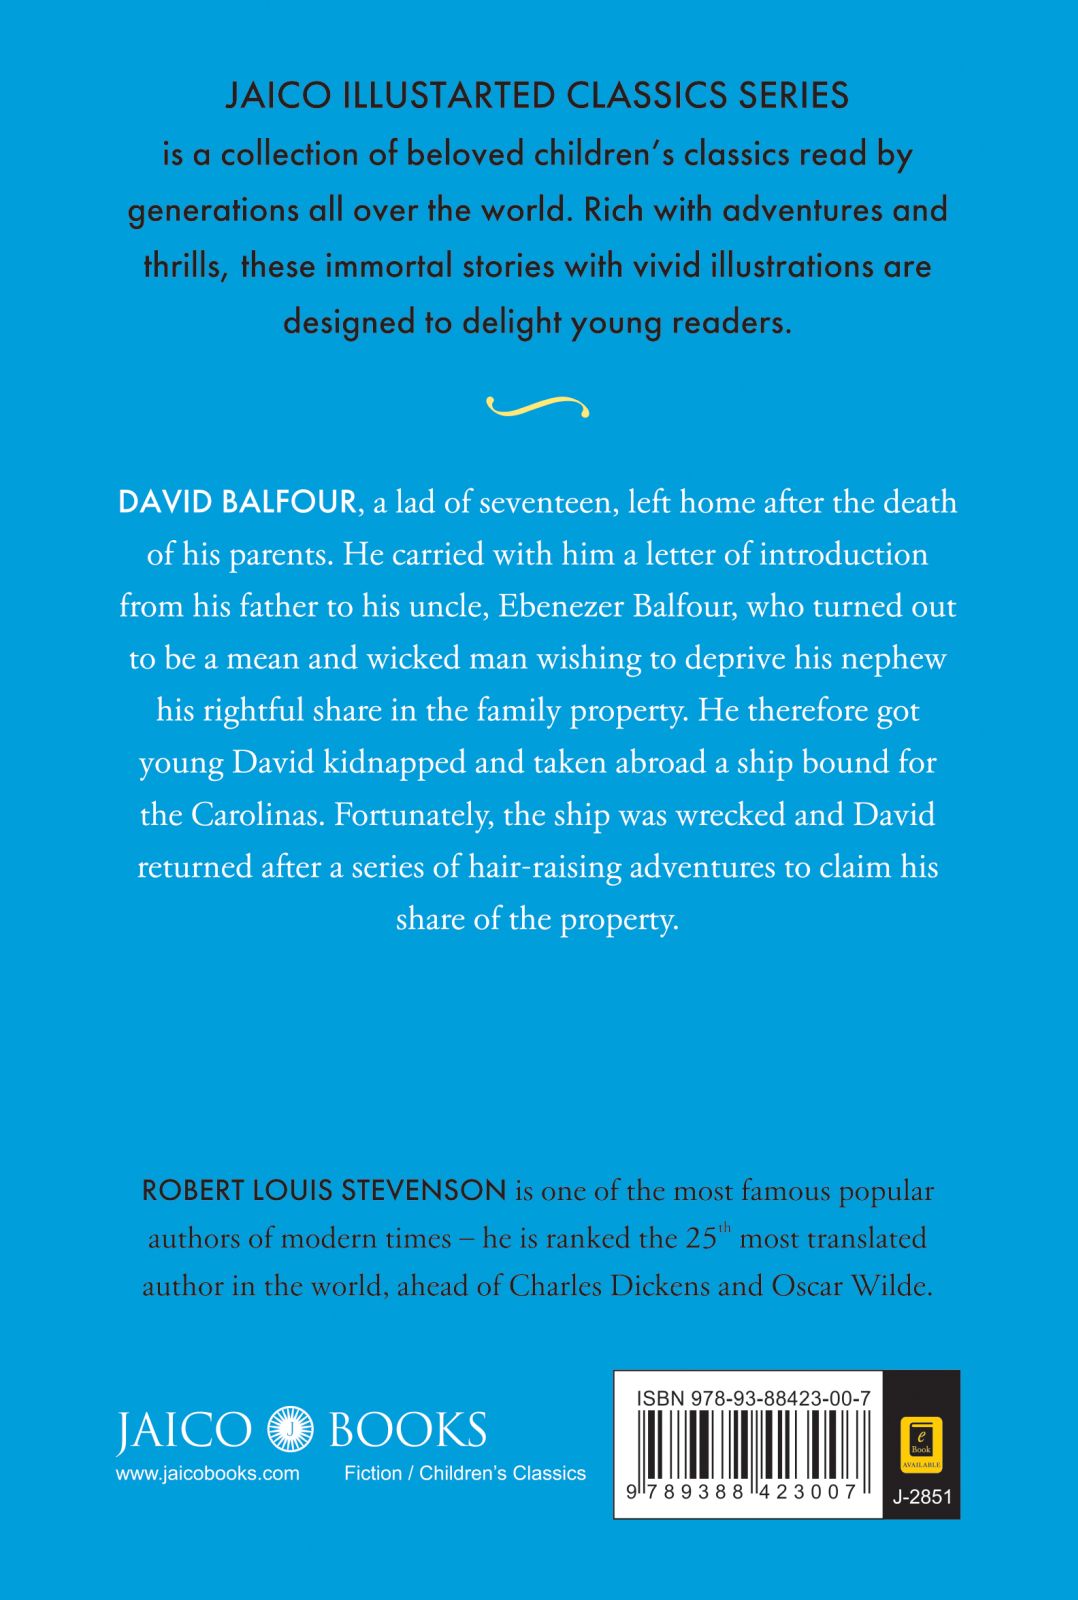 JAICO ILLUSTARTED CLASSICS SERIES
is a collection of beloved children's classics read by
generations all over the world. Rich with adventures and
thrills, these immortal stories with vivid illustrations are
designed to delight young readers.
DAVID BALFOUR, a lad of seventeen, left home after the death
of his parents. He carried with him a letter of introduction
from his father to his uncle, Ebenezer Balfour, who turned out
to be a mean and wicked man wishing to deprive his nephew
his rightful share in the family property. He therefore got
young David kidnapped and taken abroad a ship bound for
the Carolinas. Fortunately, the ship was wrecked and David
returned after a series of hair-raising adventures to claim his
share of the property.
ROBERT LOUIS STEVENSON is one of the most famous popular
authors of modern times – he is ranked the 25th most translated
author in the world, ahead of Charles Dickens and Oscar Wilde.
JAICO J BOOKS
www.jaicobooks.com Fiction / Children's Classics
ISBN 978-93-88423-00-7
9 789388 423007
e
Book
AVAILABLE
J-2851